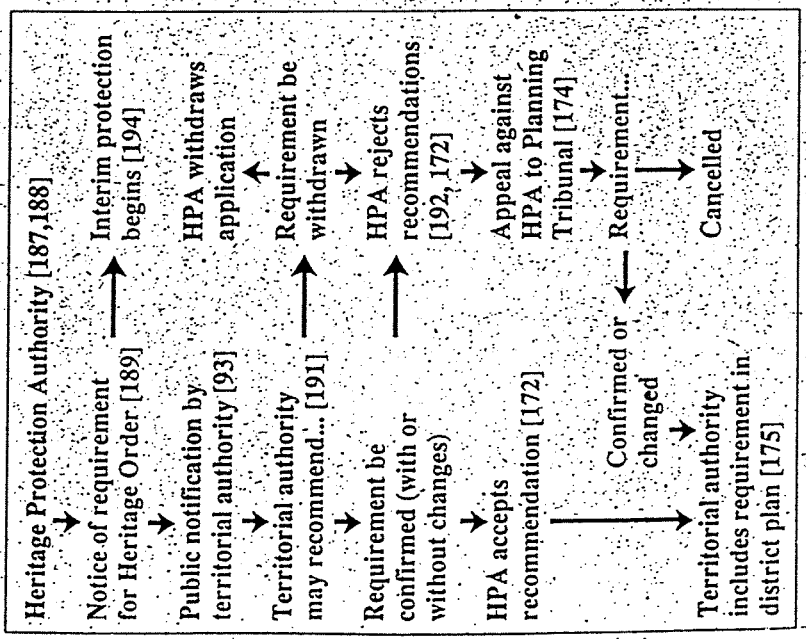 Heritage Protection Authority [187,188]
Notice of requirement
for Heritage Order [189]
Interim protection
begins [194]
Public notification by
territorial authority [93]
HPA withdraws
application
Territorial authority
may recommend... [191]
Requirement be
withdrawn
Requirement be
confirmed (with or
without changes)
HPA rejects
recommendations
[192, 172]
HPA accepts
recommendation [172]
Appeal against
HPA to Planning
Tribunal [174]
Confirmed or
changed
Requirement...
Territorial authority
includes requirement in
district plan [175]
Cancelled